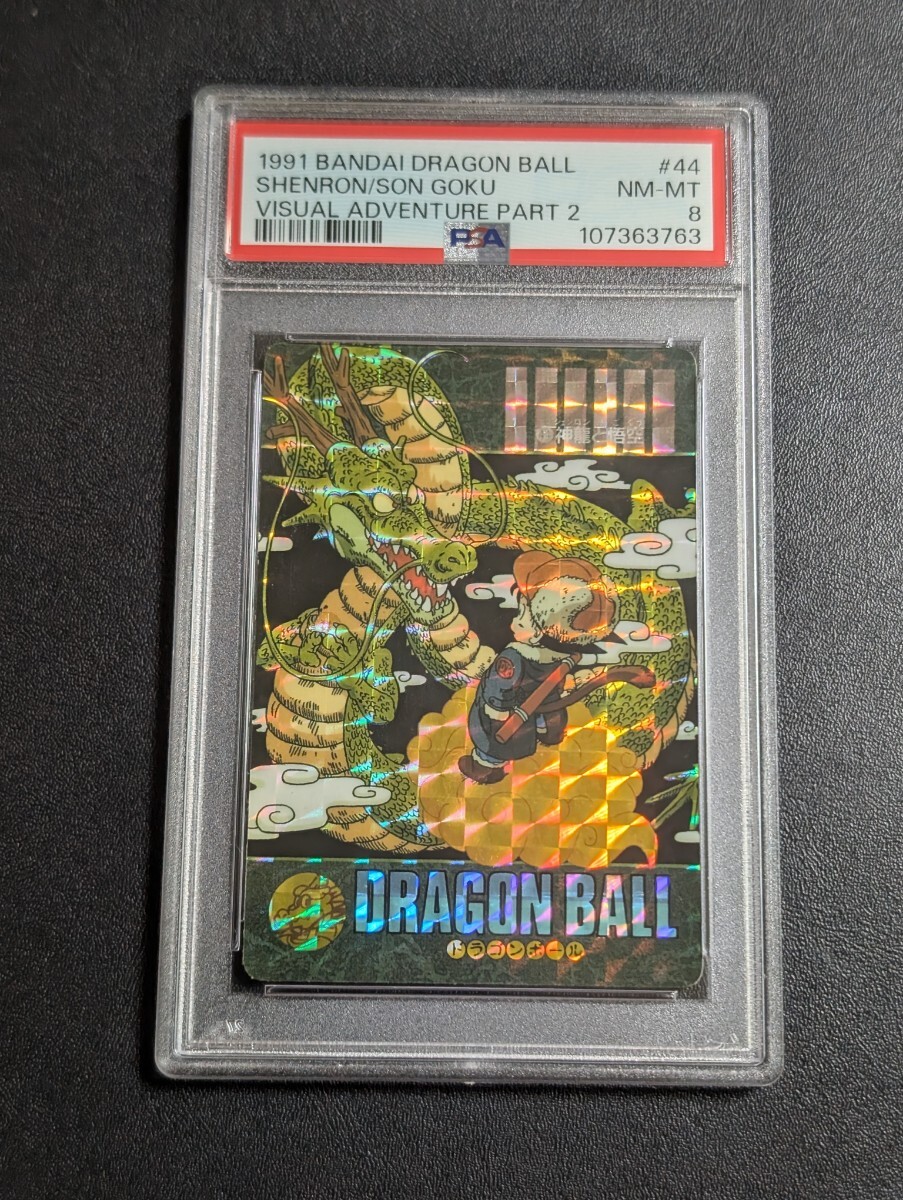 1991 BANDAI DRAGON BALL #44
SHENRON/SON GOKU NM-MT
VISUAL ADVENTURE PART 2 8
PSA 107363763
神龍と悟空
DRAGON BALL
ドラゴンボール